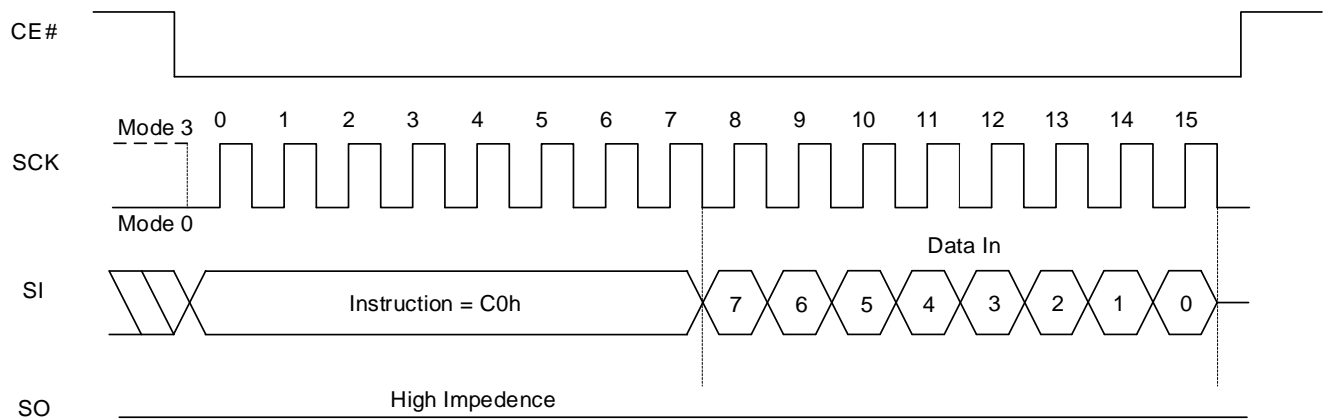 CE#
Mode 3
0 1 2 3 4 5 6 7 8 9 10 11 12 13 14 15
SCK
Mode 0
Data In
SI
Instruction = C0h
7 6 5 4 3 2 1 0
High Impedence
SO